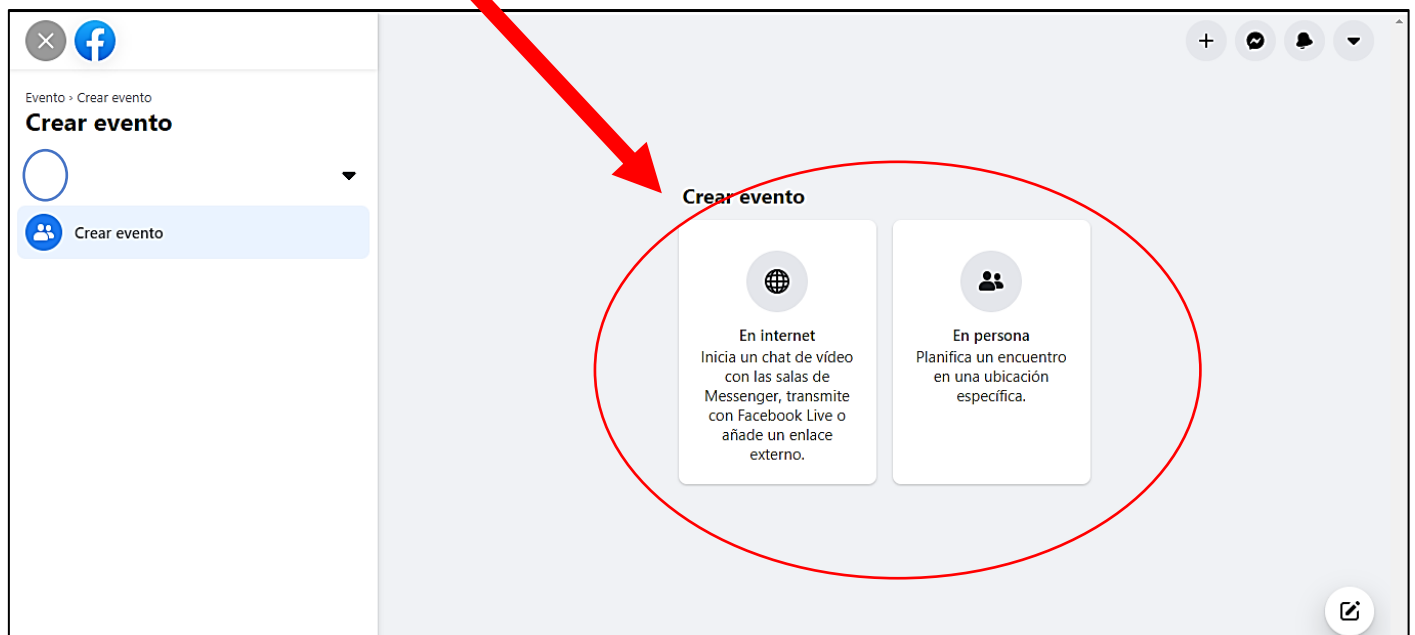 Evento › Crear evento
Crear evento
Crear evento
Crear evento
En internet
Inicia un chat de vídeo
con las salas de
Messenger, transmite
con Facebook Live o
añade un enlace
externo.
En persona
Planifica un encuentro
en una ubicación
específica.